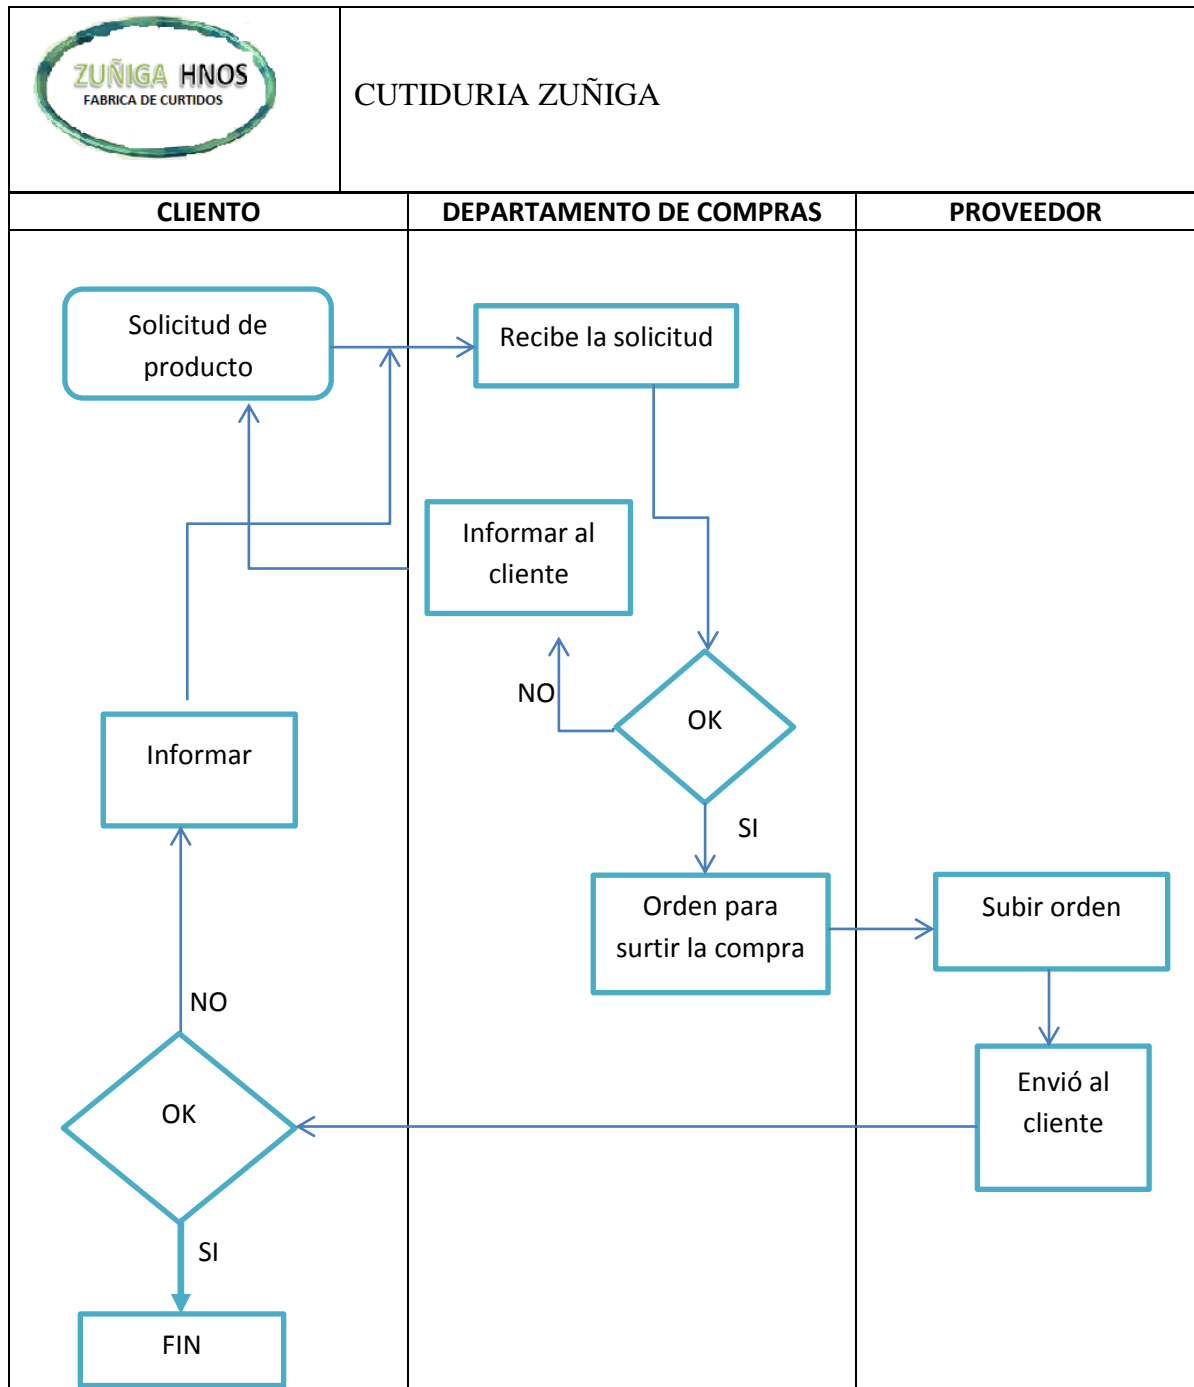 ZUÑIGA HNOS
FABRICA DE CURTIDOS
CUTIDURIA ZUÑIGA
CLIENTO
DEPARTAMENTO DE COMPRAS
PROVEEDOR
Solicitud de
producto
Recibe la solicitud
Informar al
cliente
NO
OK
Informar
SI
Orden para
surtir la compra
Subir orden
NO
Envió al
cliente
OK
SI
FIN